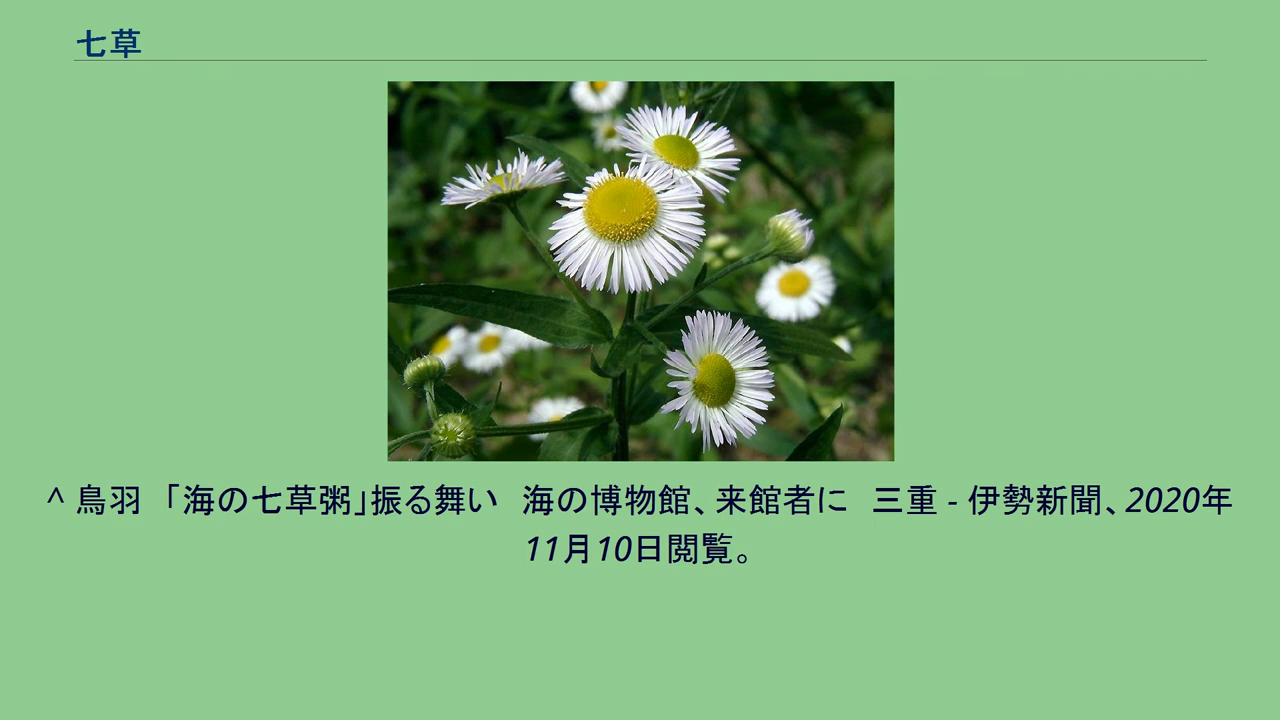 七草
^ 鳥羽　「海の七草粥」振る舞い　海の博物館、来館者に　三重 - 伊勢新聞、2020年
11月10日閲覧。